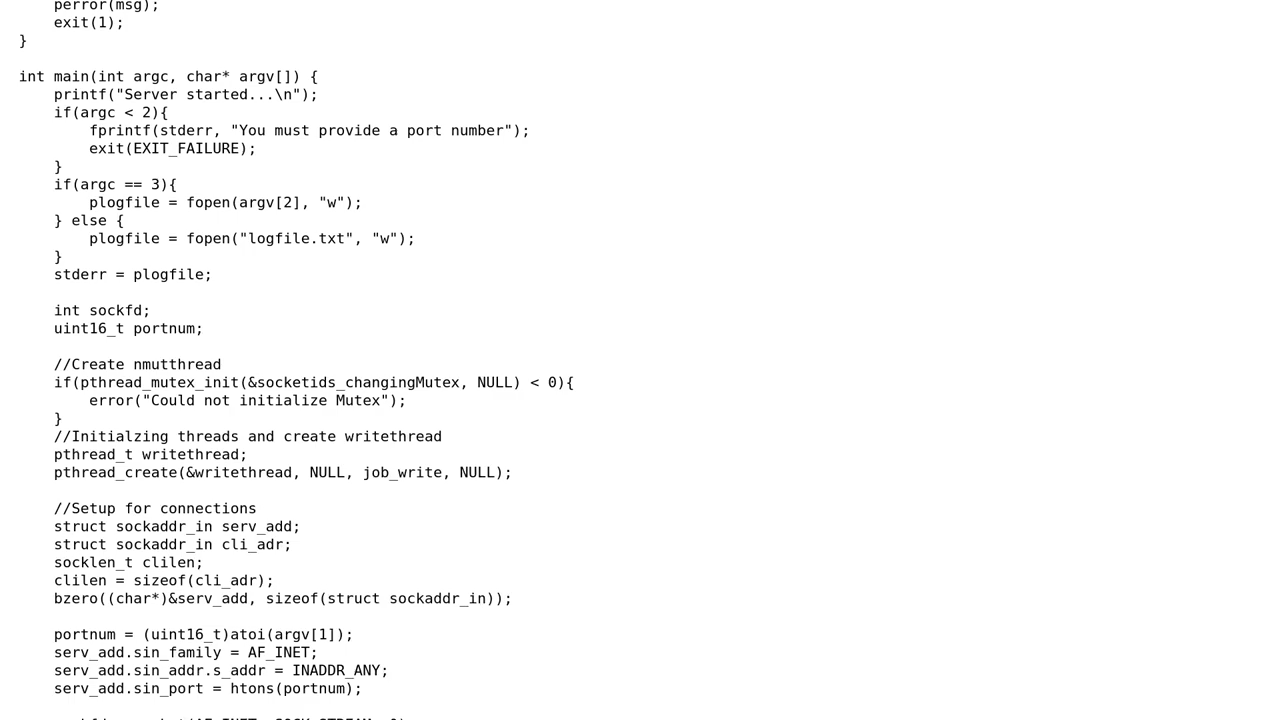 perror(msg);
    exit(1);
}

int main(int argc, char* argv[]) {
    printf("Server started...\n");
    if(argc < 2){
        fprintf(stderr, "You must provide a port number");
        exit(EXIT_FAILURE);
    }
    if(argc == 3){
        plogfile = fopen(argv[2], "w");
    } else {
        plogfile = fopen("logfile.txt", "w");
    }
    stderr = plogfile;

    int sockfd;
    uint16_t portnum;

    //Create nmutthread
    if(pthread_mutex_init(&socketids_changingMutex, NULL) < 0){
        error("Could not initialize Mutex");
    }
    //Initialzing threads and create writethread
    pthread_t writethread;
    pthread_create(&writethread, NULL, job_write, NULL);

    //Setup for connections
    struct sockaddr_in serv_add;
    struct sockaddr_in cli_adr;
    socklen_t clilen;
    clilen = sizeof(cli_adr);
    bzero((char*)&serv_add, sizeof(struct sockaddr_in));

    portnum = (uint16_t)atoi(argv[1]);
    serv_add.sin_family = AF_INET;
    serv_add.sin_addr.s_addr = INADDR_ANY;
    serv_add.sin_port = htons(portnum);